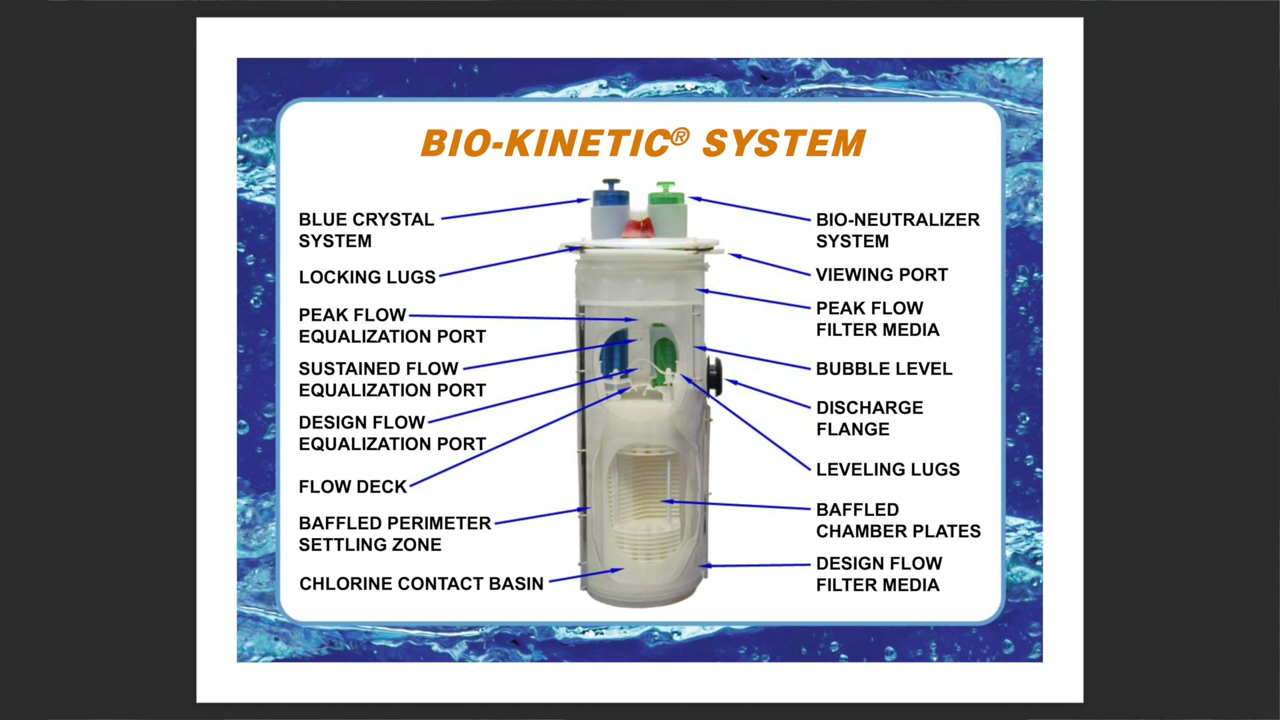 BIO-KINETIC® SYSTEM
BLUE CRYSTAL
SYSTEM
LOCKING LUGS
PEAK FLOW
EQUALIZATION PORT
SUSTAINED FLOW
EQUALIZATION PORT
DESIGN FLOW
EQUALIZATION PORT
FLOW DECK
BAFFLED PERIMETER
SETTLING ZONE
CHLORINE CONTACT BASIN
BIO-NEUTRALIZER
SYSTEM
VIEWING PORT
PEAK FLOW
FILTER MEDIA
BUBBLE LEVEL
DISCHARGE
FLANGE
LEVELING LUGS
BAFFLED
CHAMBER PLATES
DESIGN FLOW
FILTER MEDIA